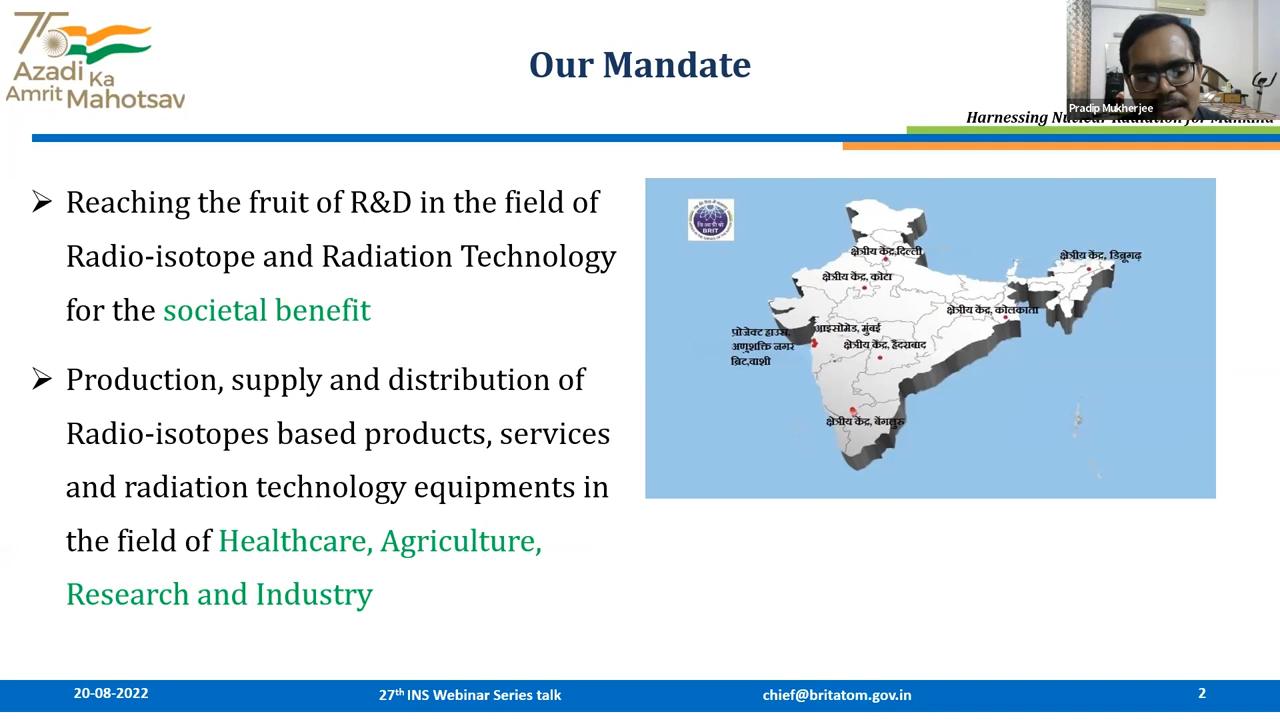 75
Azadi Ka
Amrit Mahotsav
Our Mandate
Pradip Mukherjee
Harnessing Nuclear Radiation for Mankind
➢ Reaching the fruit of R&D in the field of
Radio-isotope and Radiation Technology
for the societal benefit
➢ Production, supply and distribution of
Radio-isotopes based products, services
and radiation technology equipments in
the field of Healthcare, Agriculture,
Research and Industry
BRIT
क्षेत्रीय केंद्र,दिल्ली
क्षेत्रीय केंद्र, डिब्रूगढ़
क्षेत्रीय केंद्र, कोटा
क्षेत्रीय केंद्र, कोलकाता
प्रोजेक्ट हाउस,
अणुशक्ति नगर
ब्रिट,वाशी
आइसोमेड, मुंबई
क्षेत्रीय केंद्र, हैदराबाद
क्षेत्रीय केंद्र, बेंगलुरु
20-08-2022
27th INS Webinar Series talk
chief@britatom.gov.in
2